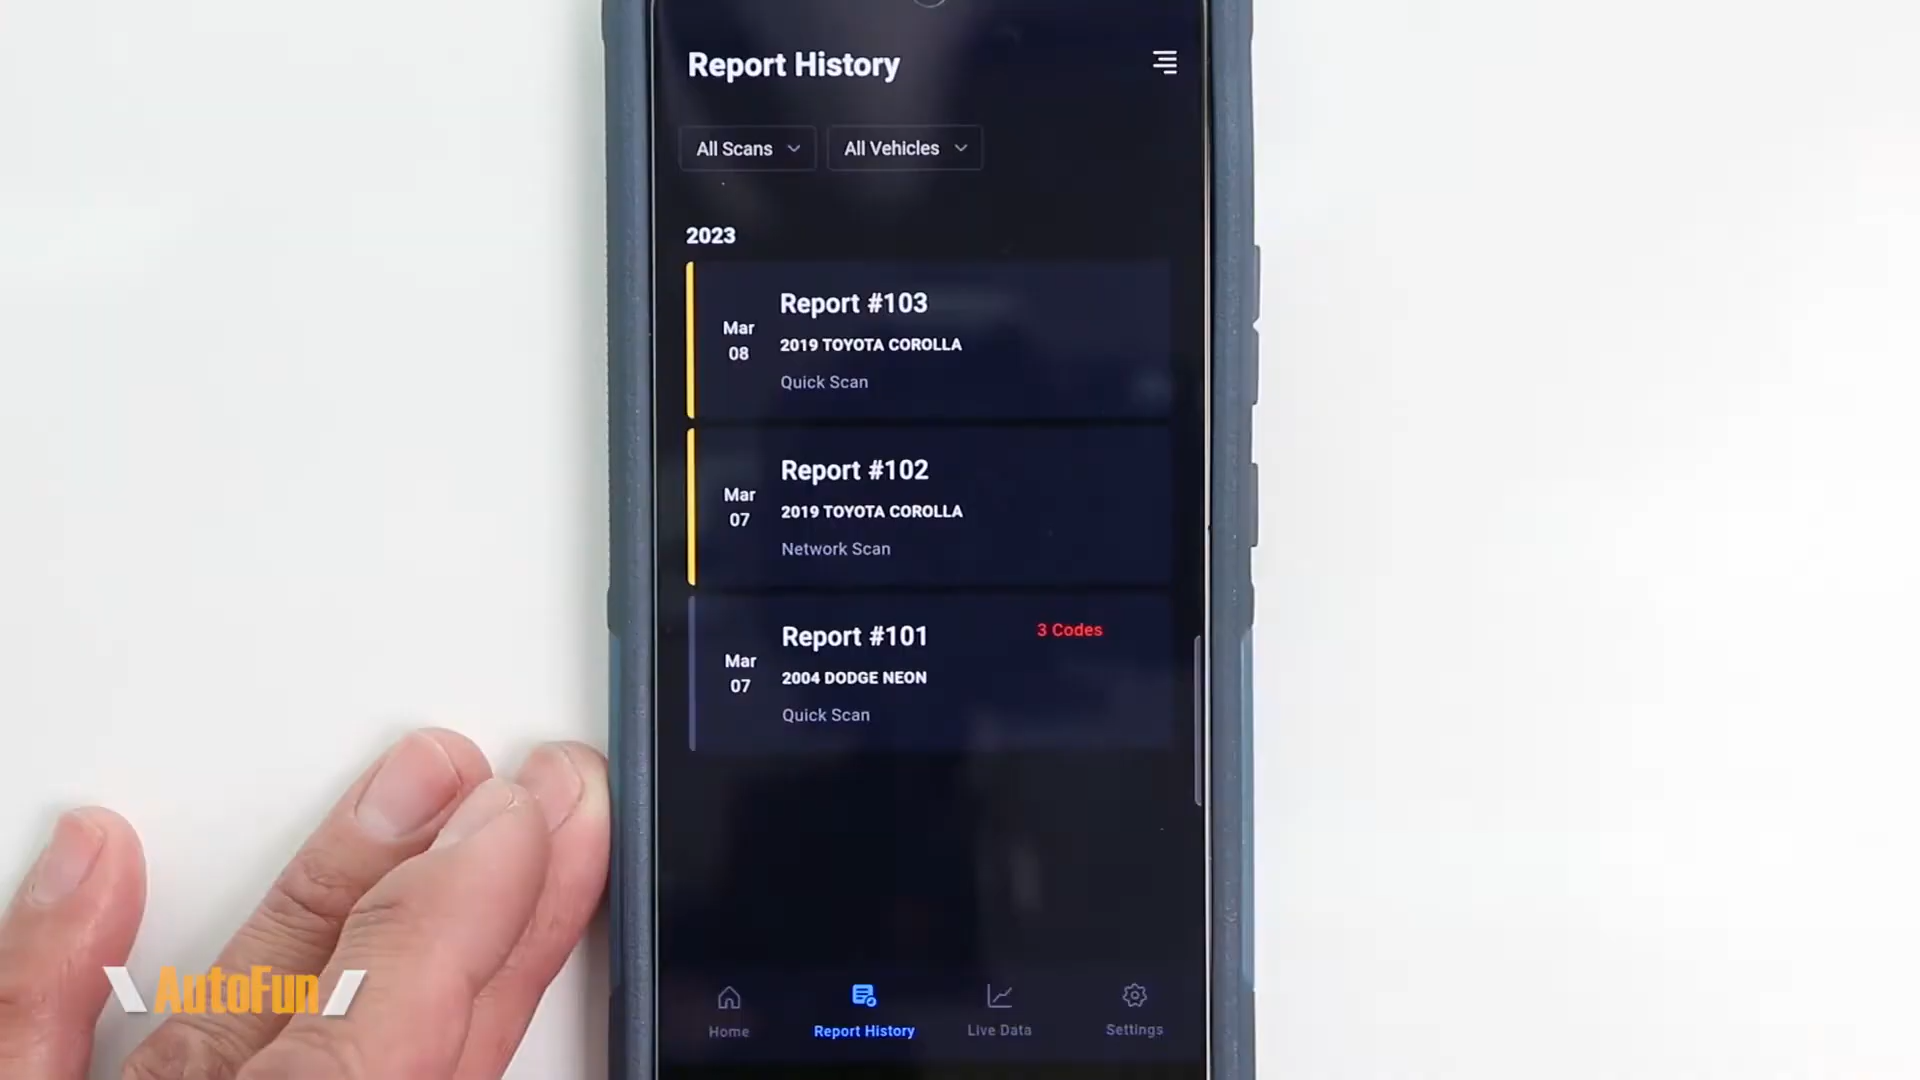 Report History
All Scans
All Vehicles
2023
Mar
08
Report #103
2019 TOYOTA COROLLA
Quick Scan
Mar
07
Report #102
2019 TOYOTA COROLLA
Network Scan
Mar
07
Report #101
3 Codes
2004 DODGE NEON
Quick Scan
Home
Report History
Live Data
Settings
AutoFun